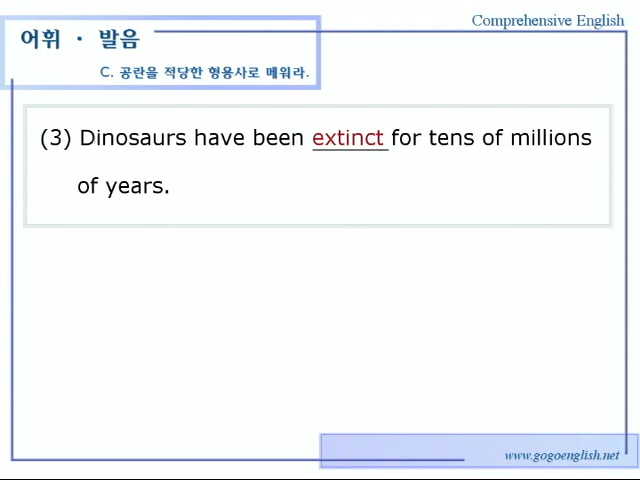 Comprehensive English
어휘 · 발음
C. 공란을 적당한 형용사로 메워라.
(3) Dinosaurs have been extinct for tens of millions
of years.
www.gogoenglish.net